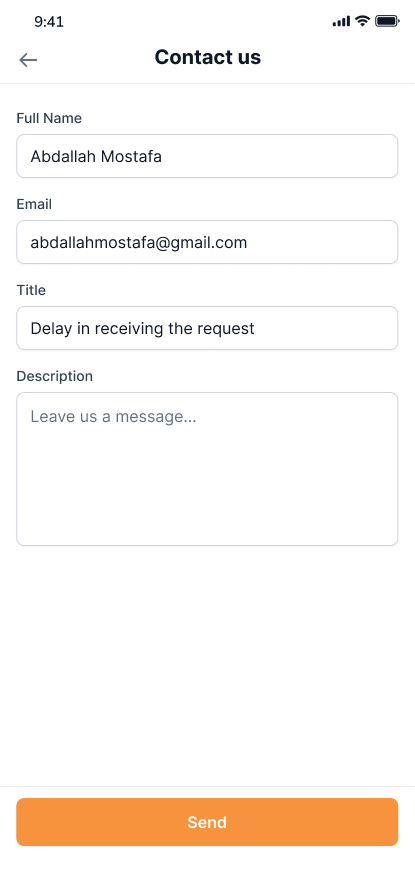 9:41
Contact us
Full Name
Abdallah Mostafa
Email
abdallahmostafa@gmail.com
Title
Delay in receiving the request
Description
Leave us a message...
Send